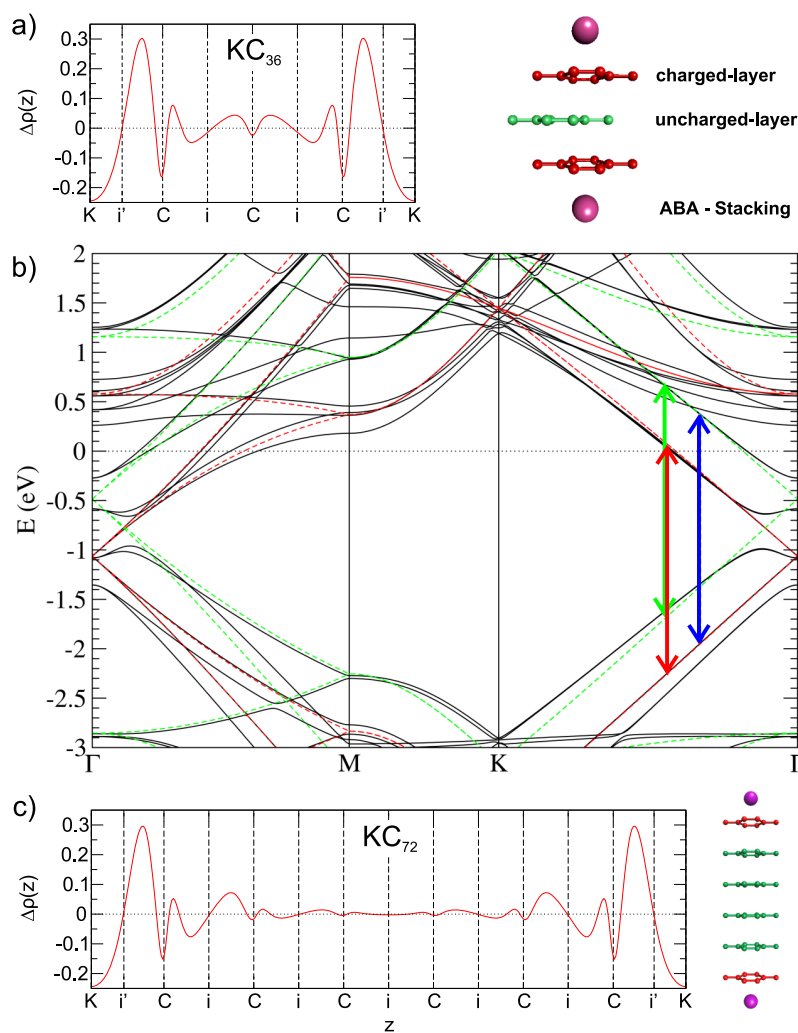 a)
KC36
Δρ(z)
0.3
0.2
0.1
0
-0.1
-0.2
K i' C i C i C i' K
charged-layer
uncharged-layer
ABA - Stacking
b)
E (eV)
2
1.5
1
0.5
0
-0.5
-1
-1.5
-2
-2.5
-3
Γ M K Γ
c)
KC72
Δρ(z)
0.3
0.2
0.1
0
-0.1
-0.2
K i' C i C i C i C i C i C i' K
z